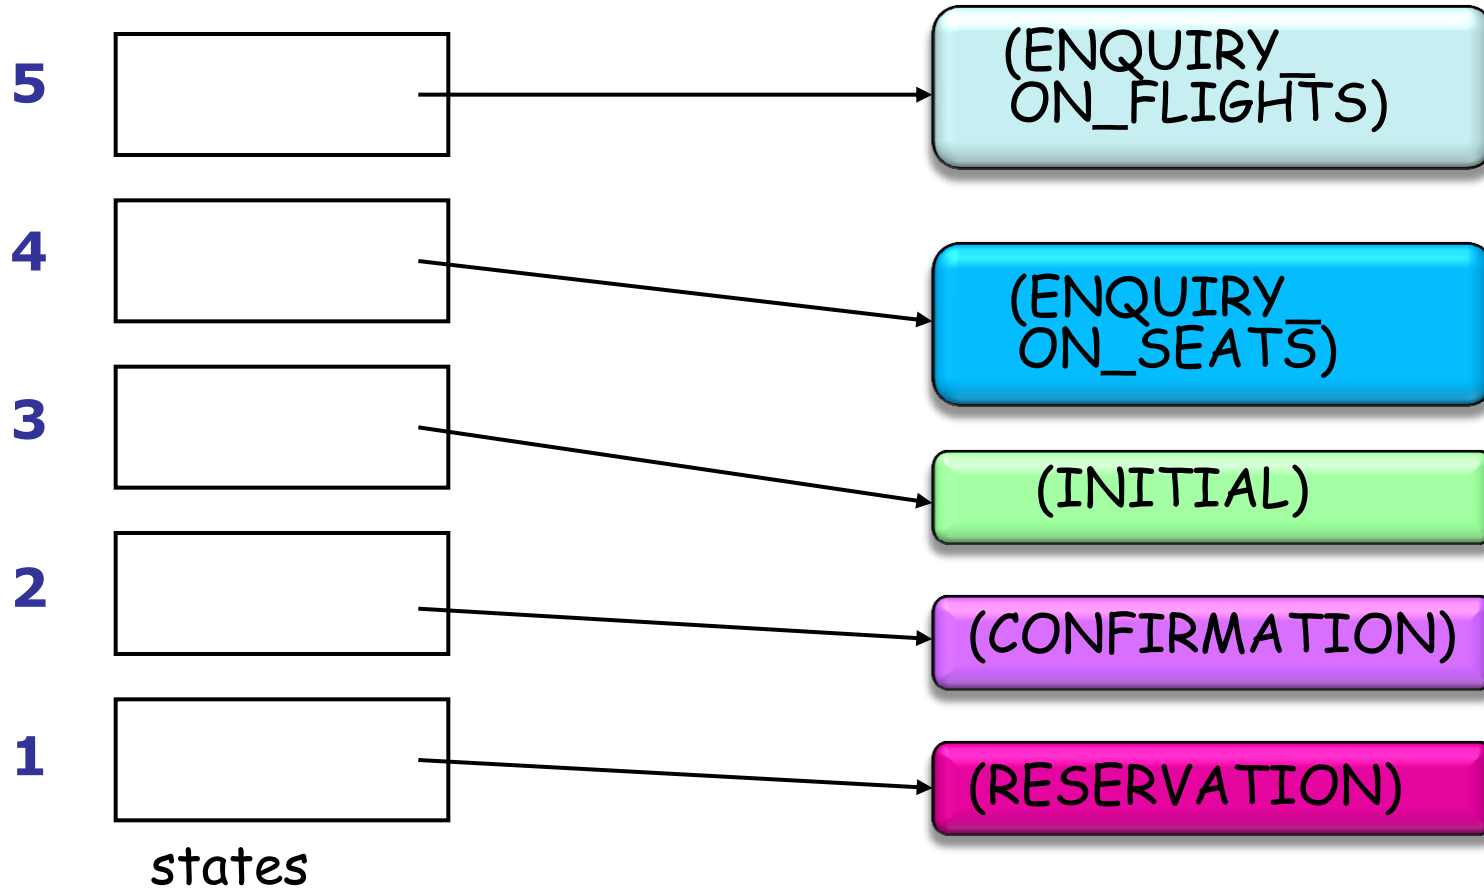 5
(ENQUIRY_
ON_FLIGHTS)
4
(ENQUIRY_
ON_SEATS)
3
(INITIAL)
2
(CONFIRMATION)
1
(RESERVATION)
states